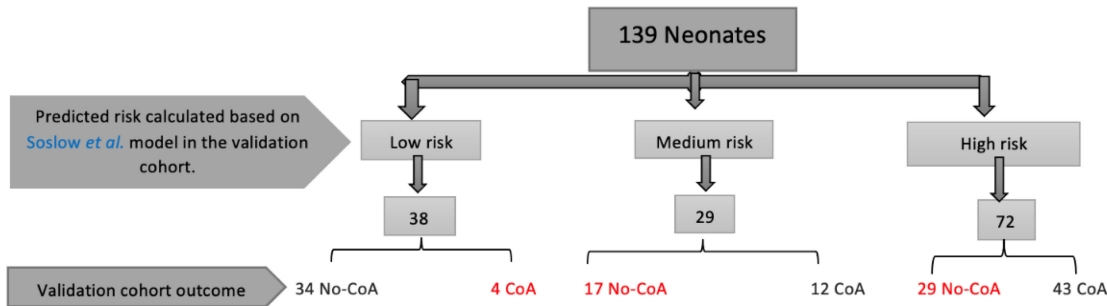 139 Neonates
Predicted risk calculated based on
Soslow et al. model in the validation
cohort.
Low risk
Medium risk
High risk
38
29
72
Validation cohort outcome
34 No-CoA
4 CoA
17 No-CoA
12 CoA
29 No-CoA
43 CoA